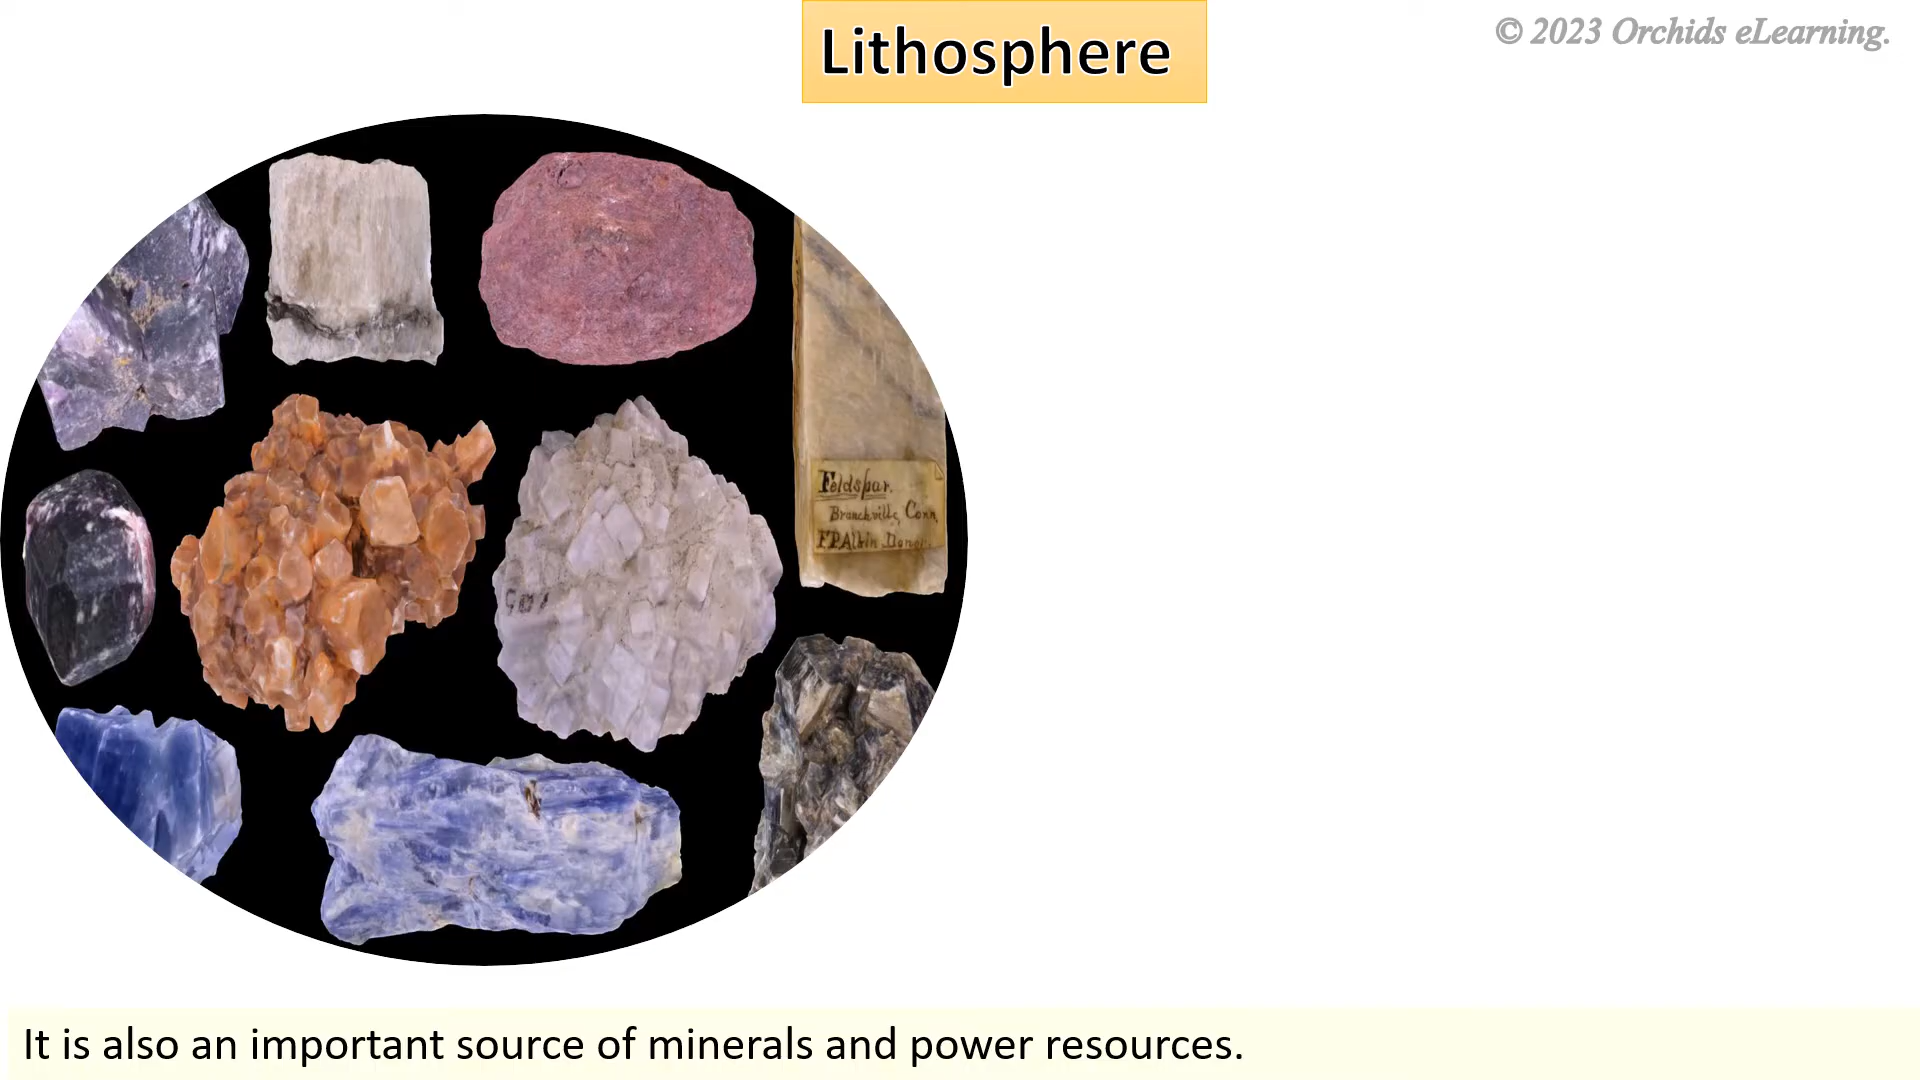 Lithosphere
© 2023 Orchids eLearning.
Feldspar.
Branchville, Conn.
It is also an important source of minerals and power resources.